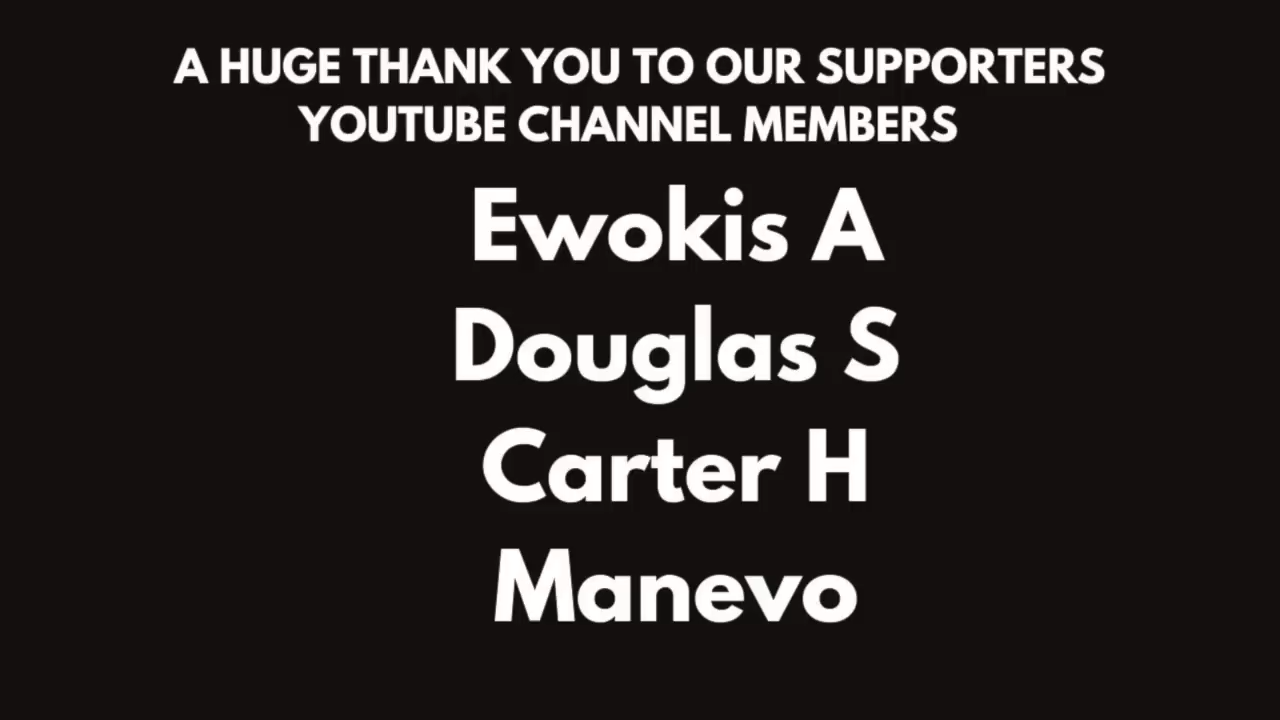 A HUGE THANK YOU TO OUR SUPPORTERS
YOUTUBE CHANNEL MEMBERS
Ewokis A
Douglas S
Carter H
Manevo